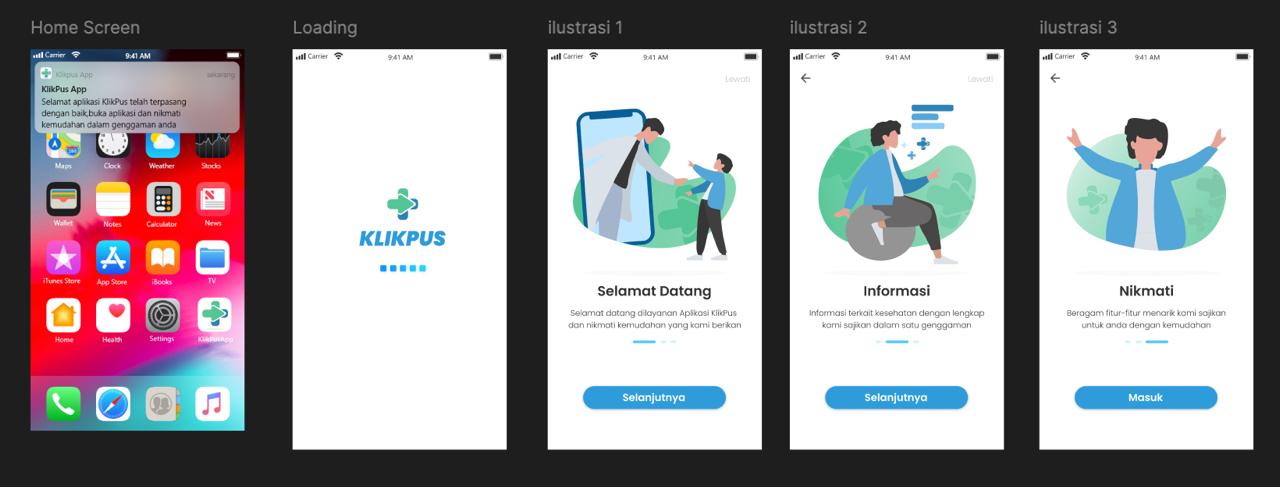 Home Screen
Carrier 9:41 AM
Klikpus App sekarang
KlikPus App
Selamat aplikasi KlikPus telah terpasang
dengan baik,buka aplikasi dan nikmati
kemudahan dalam genggaman anda
Maps Clock Weather Stocks
Wallet Notes Calculator News
iTunes Store App Store iBooks TV
Home Health Settings KlikPusApp
Loading
Carrier 9:41 AM
KLIKPUS
ilustrasi 1
Carrier 9:41 AM
Lewati
Selamat Datang
Selamat datang dilayanan Aplikasi KlikPus
dan nikmati kemudahan yang kami berikan
Selanjutnya
ilustrasi 2
Carrier 9:41 AM
Lewati
Informasi
Informasi terkait kesehatan dengan lengkap
kami sajikan dalam satu genggaman
Selanjutnya
ilustrasi 3
Carrier 9:41 AM
Nikmati
Beragam fitur-fitur menarik kami sajikan
untuk anda dengan kemudahan
Masuk